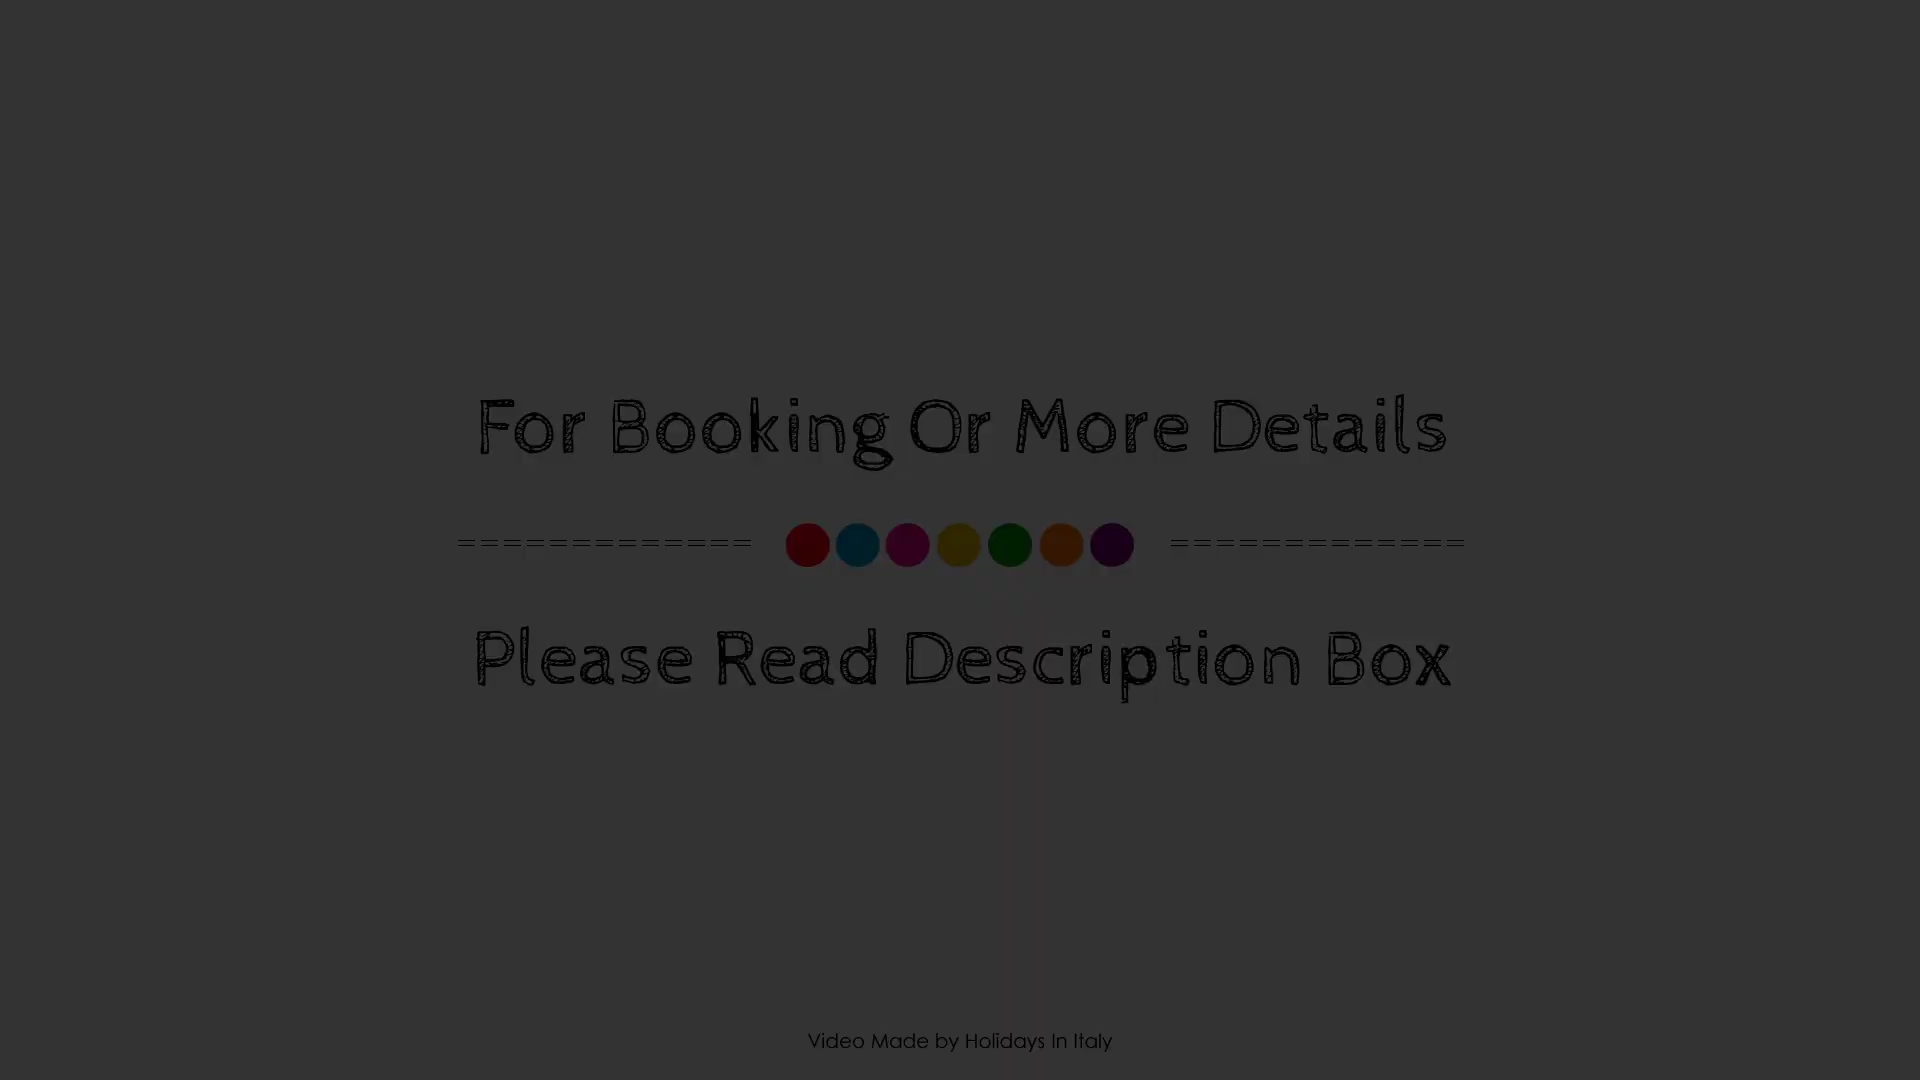 For Booking Or More Details
============= =============
Please Read Description Box
Video Made by Holidays In Italy